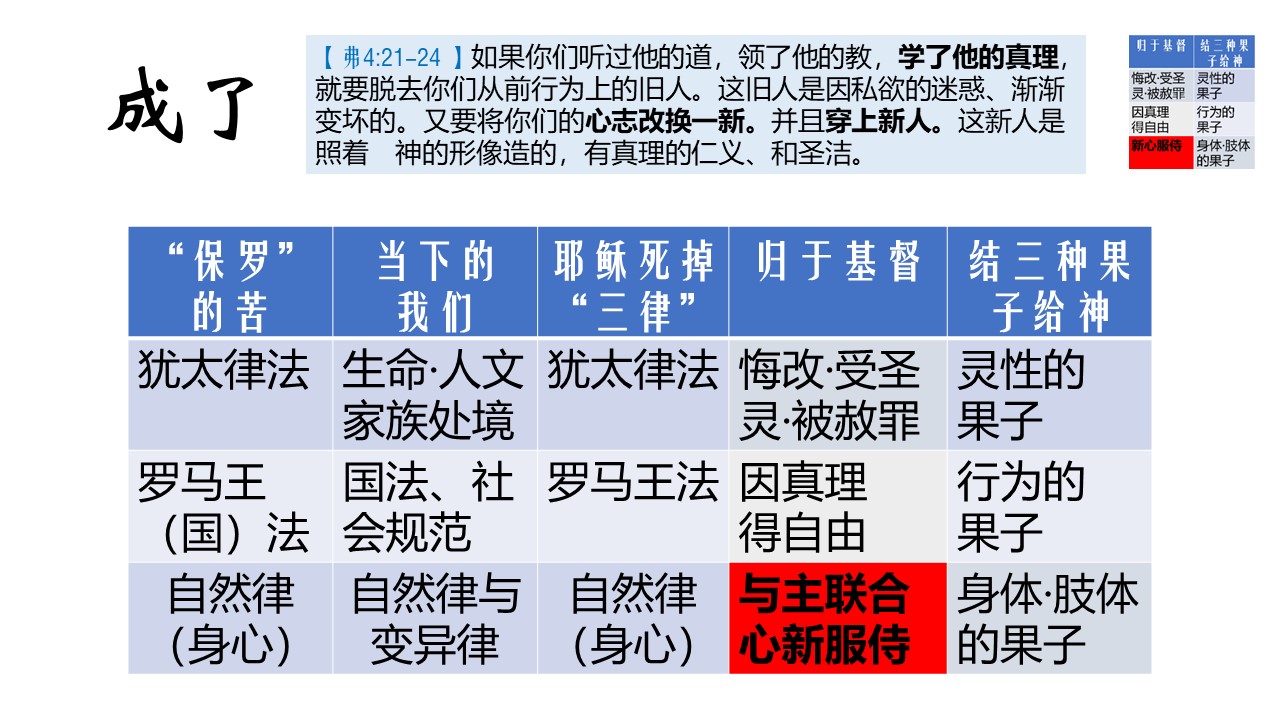 成了
【 弗4:21-24 】如果你们听过他的道，领了他的教，学了他的真理，
就要脱去你们从前行为上的旧人。这旧人是因私欲的迷惑、渐渐
变坏的。又要将你们的心志改换一新。并且穿上新人。这新人是
照着　神的形像造的，有真理的仁义、和圣洁。
归于基督
结三种果
子给神
悔改·受圣
灵·被赦罪
灵性的
果子
因真理
得自由
行为的
果子
新心服侍
身体·肢体
的果子
“保罗”
的苦
当下的
我们
耶稣死掉
“三律”
归于基督
结三种果
子给神
犹太律法
生命·人文
家族处境
犹太律法
悔改·受圣
灵·被赦罪
灵性的
果子
罗马王
（国）法
国法、社
会规范
罗马王法
因真理
得自由
行为的
果子
自然律
（身心）
自然律与
变异律
自然律
（身心）
与主联合
心新服侍
身体·肢体
的果子